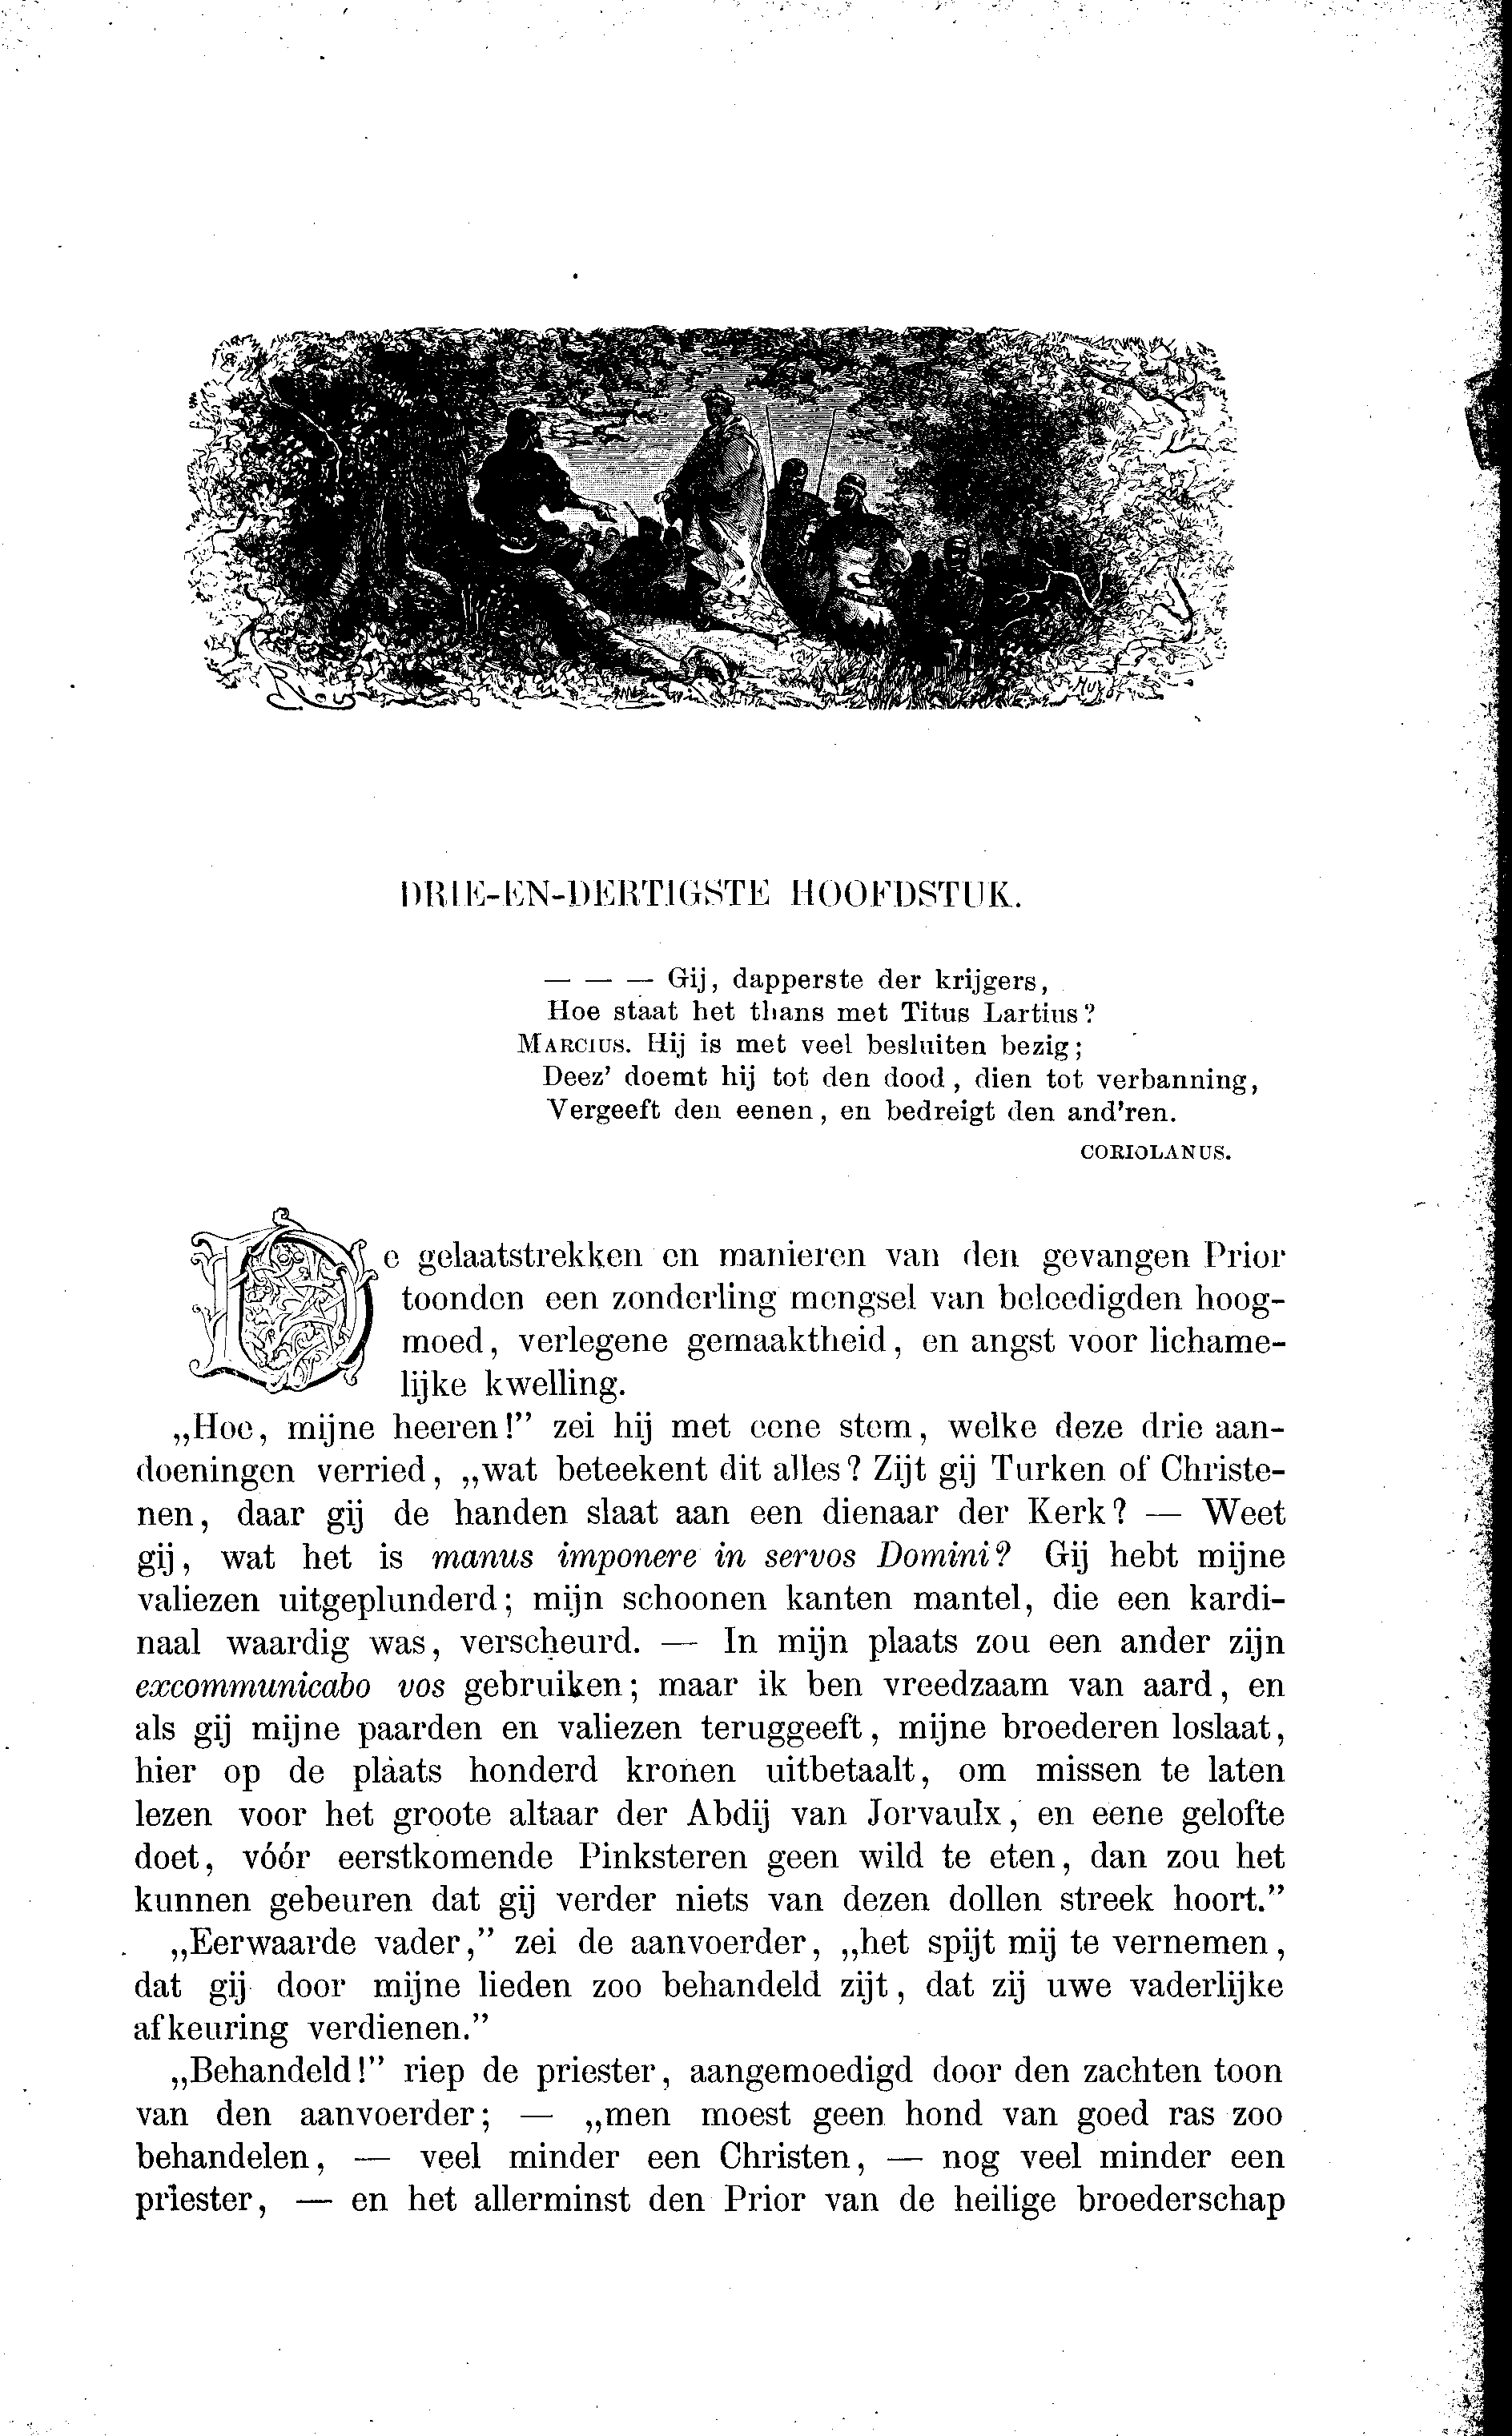 DRIE-EN-DERTIGSTE HOOFDSTUK.
— — — Gij, dapperste der krijgers,
Hoe staat het thans met Titus Lartius?
MARCIUS. Hij is met veel besluiten bezig;
Deez’ doemt hij tot den dood, dien tot verbanning,
Vergeeft den eenen, en bedreigt den and’ren.
CORIOLANUS.
De gelaatstrekken en manieren van den gevangen Prior
toonden een zonderling mengsel van beleedigden hoog-
moed, verlegene gemaaktheid, en angst voor lichame-
lijke kwelling.
„Hoe, mijne heeren!” zei hij met eene stem, welke deze drie aan-
doeningen verried, „wat beteekent dit alles? Zijt gij Turken of Christe-
nen, daar gij de handen slaat aan een dienaar der Kerk? — Weet
gij, wat het is manus imponere in servos Domini? Gij hebt mijne
valiezen uitgeplunderd; mijn schoonen kanten mantel, die een kardi-
naal waardig was, verscheurd. — In mijn plaats zou een ander zijn
excommunicabo vos gebruiken; maar ik ben vreedzaam van aard, en
als gij mijne paarden en valiezen teruggeeft, mijne broederen loslaat,
hier op de plaats honderd kronen uitbetaalt, om missen te laten
lezen voor het groote altaar der Abdij van Jorvaulx, en eene gelofte
doet, vóór eerstkomende Pinksteren geen wild te eten, dan zou het
kunnen gebeuren dat gij verder niets van dezen dollen streek hoort.”
„Eerwaarde vader,” zei de aanvoerder, „het spijt mij te vernemen,
dat gij door mijne lieden zoo behandeld zijt, dat zij uwe vaderlijke
afkeuring verdienen.”
„Behandeld!” riep de priester, aangemoedigd door den zachten toon
van den aanvoerder; — „men moest geen hond van goed ras zoo
behandelen, — veel minder een Christen, — nog veel minder een
priester, — en het allerminst den Prior van de heilige broederschap